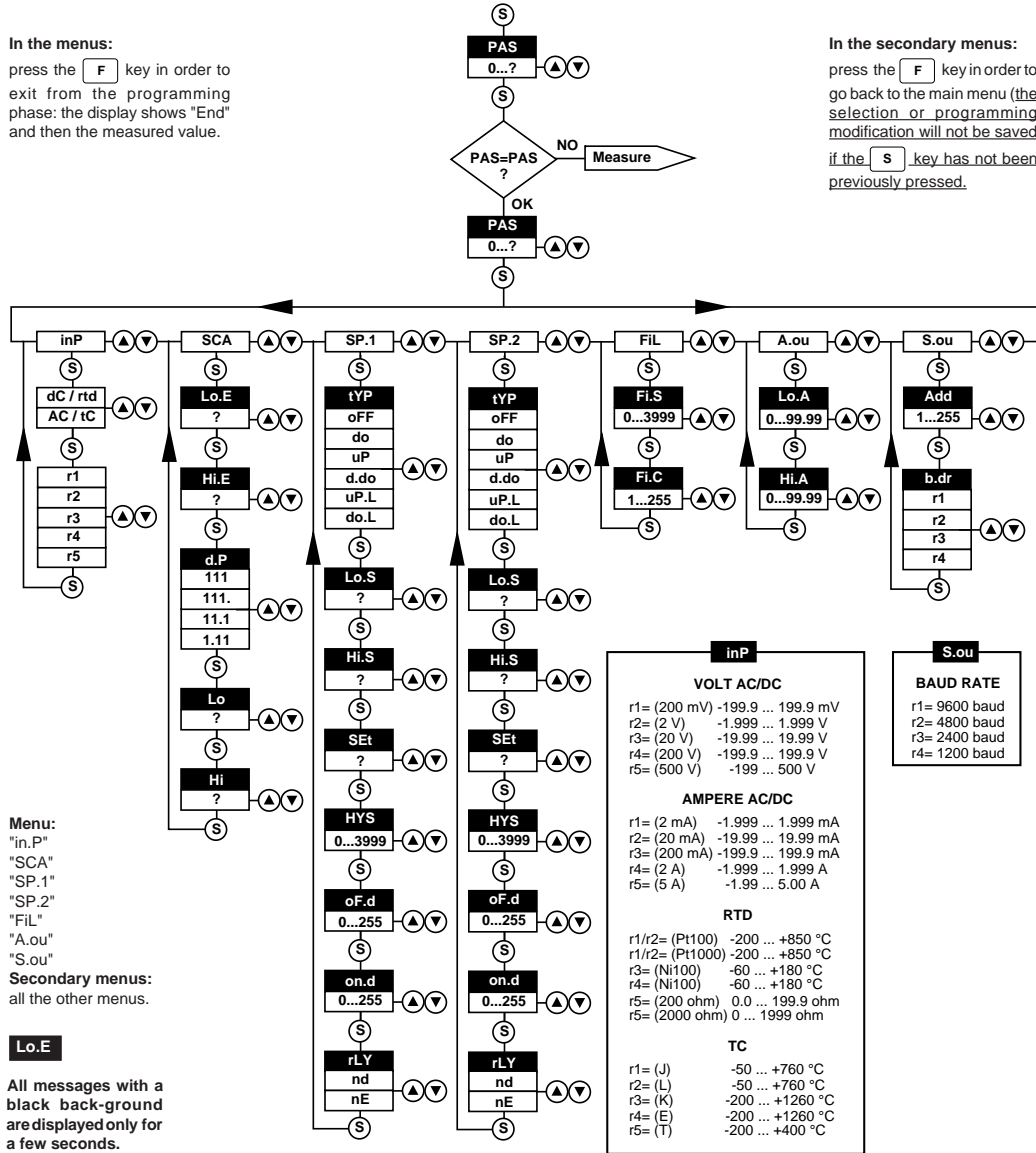 In the menus:
press the F key in order to
exit from the programming
phase: the display shows "End"
and then the measured value.
S
PAS
0...?
S
PAS=PAS
?
NO
Measure
OK
PAS
0...?
S
In the secondary menus:
press the F key in order to
go back to the main menu (the
selection or programming
modification will not be saved
if the S key has not been
previously pressed.
inP
S
dC / rtd
AC / tC
S
r1
r2
r3
r4
r5
S
SCA
S
Lo.E
?
S
Hi.E
?
S
d.P
111
111.
11.1
1.11
S
Lo
?
S
Hi
?
S
SP.1
S
tYP
oFF
do
uP
d.do
uP.L
do.L
S
Lo.S
?
S
Hi.S
?
S
SEt
?
S
HYS
0...3999
S
oF.d
0...255
S
on.d
0...255
S
rLY
nd
nE
S
SP.2
S
tYP
oFF
do
uP
d.do
uP.L
do.L
S
Lo.S
?
S
Hi.S
?
S
SEt
?
S
HYS
0...3999
S
oF.d
0...255
S
on.d
0...255
S
rLY
nd
nE
S
FiL
S
Fi.S
0...3999
S
Fi.C
1...255
S
A.ou
S
Lo.A
0...99.99
S
Hi.A
0...99.99
S
S.ou
S
Add
1...255
S
b.dr
r1
r2
r3
r4
S
Menu:
"in.P"
"SCA"
"SP.1"
"SP.2"
"FiL"
"A.ou"
"S.ou"
Secondary menus:
all the other menus.
Lo.E
All messages with a
black back-ground
are displayed only for
a few seconds.
inP
VOLT AC/DC
r1= (200 mV) -199.9 ... 199.9 mV
r2= (2 V) -1.999 ... 1.999 V
r3= (20 V) -19.99 ... 19.99 V
r4= (200 V) -199.9 ... 199.9 V
r5= (500 V) -199 ... 500 V
AMPERE AC/DC
r1= (2 mA) -1.999 ... 1.999 mA
r2= (20 mA) -19.99 ... 19.99 mA
r3= (200 mA) -199.9 ... 199.9 mA
r4= (2 A) -1.999 ... 1.999 A
r5= (5 A) -1.99 ... 5.00 A
RTD
r1/r2= (Pt100) -200 ... +850 °C
r1/r2= (Pt1000) -200 ... +850 °C
r3= (Ni100) -60 ... +180 °C
r4= (Ni100) -60 ... +180 °C
r5= (200 ohm) 0.0 ... 199.9 ohm
r5= (2000 ohm) 0 ... 1999 ohm
TC
r1= (J) -50 ... +760 °C
r2= (L) -50 ... +760 °C
r3= (K) -200 ... +1260 °C
r4= (E) -200 ... +1260 °C
r5= (T) -200 ... +400 °C
S.ou
BAUD RATE
r1= 9600 baud
r2= 4800 baud
r3= 2400 baud
r4= 1200 baud